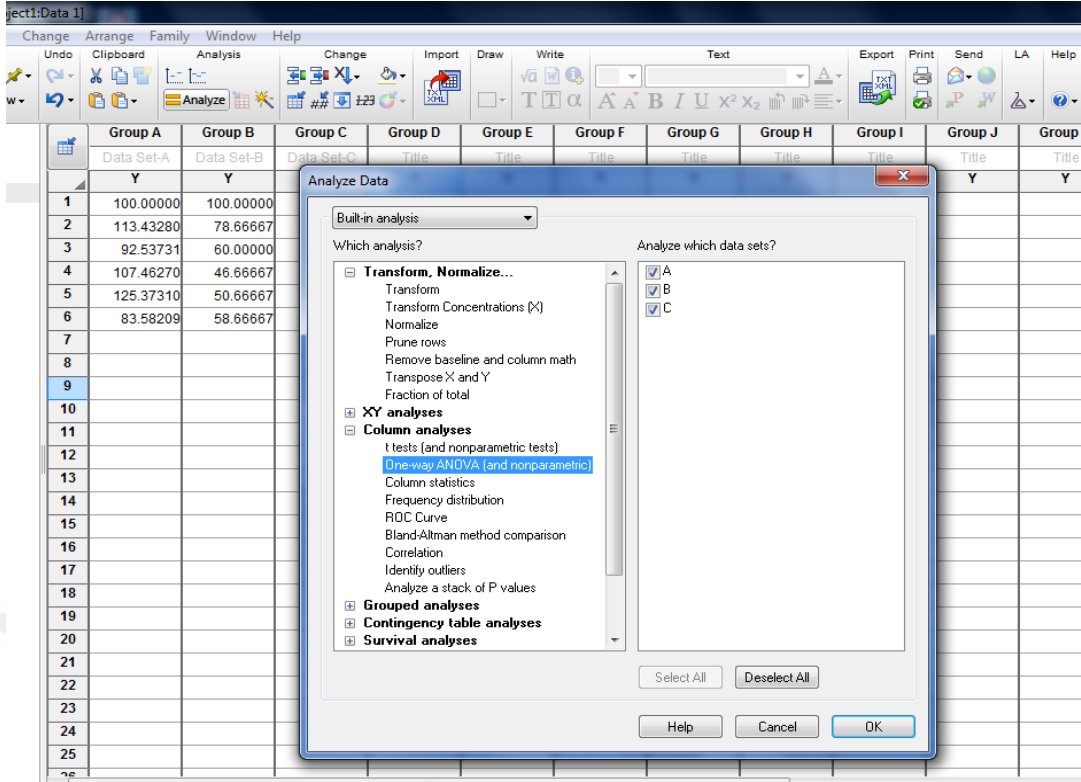 ject1:Data 1]
Change Arrange Family Window Help
Undo Clipboard Analysis Change Import Draw Write Text Export Print Send LA Help
TXT XML √α W
w Analyze # # 123 T T α A A B I U X² X₂ TXT XML P W ?
Group A Group B Group C Group D Group E Group F Group G Group H Group I Group J Group
Data Set-A Data Set-B Data Set-C Title Title Title Title Title Title Title Title
Y Y Y Y
Analyze Data
1 100.00000 100.00000
2 113.43280 78.66667
3 92.53731 60.00000
4 107.46270 46.66667
5 125.37310 50.66667
6 83.58209 58.66667
7
8
9
10
11
12
13
14
15
16
17
18
19
20
21
22
23
24
25
26
Built-in analysis
Which analysis?
Transform, Normalize...
Transform
Transform Concentrations (X)
Normalize
Prune rows
Remove baseline and column math
Transpose X and Y
Fraction of total
XY analyses
Column analyses
t tests (and nonparametric tests)
One-way ANOVA (and nonparametric)
Column statistics
Frequency distribution
ROC Curve
Bland-Altman method comparison
Correlation
Identify outliers
Analyze a stack of P values
Grouped analyses
Contingency table analyses
Survival analyses
Analyze which data sets?
A
B
C
Select All Deselect All
Help Cancel OK